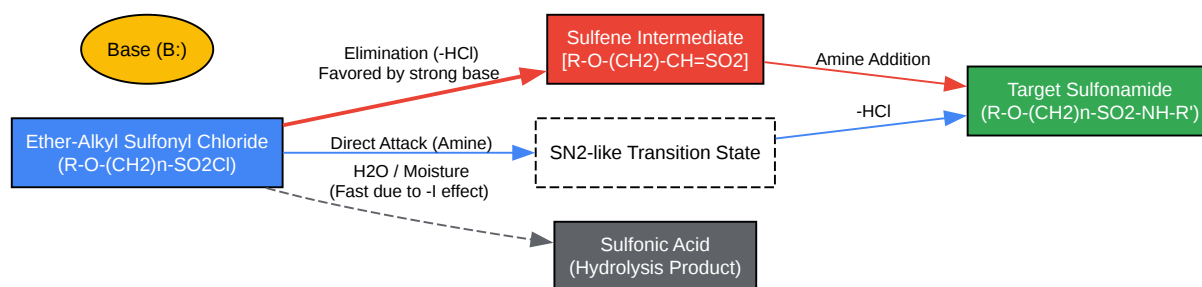 Base (B:)
Elimination (-HCl)
Favored by strong base
Sulfene Intermediate
[R-O-(CH2)-CH=SO2]
Amine Addition
Target Sulfonamide
(R-O-(CH2)n-SO2-NH-R')
Ether-Alkyl Sulfonyl Chloride
(R-O-(CH2)n-SO2Cl)
Direct Attack (Amine)
SN2-like Transition State
-HCl
H2O / Moisture
(Fast due to -I effect)
Sulfonic Acid
(Hydrolysis Product)